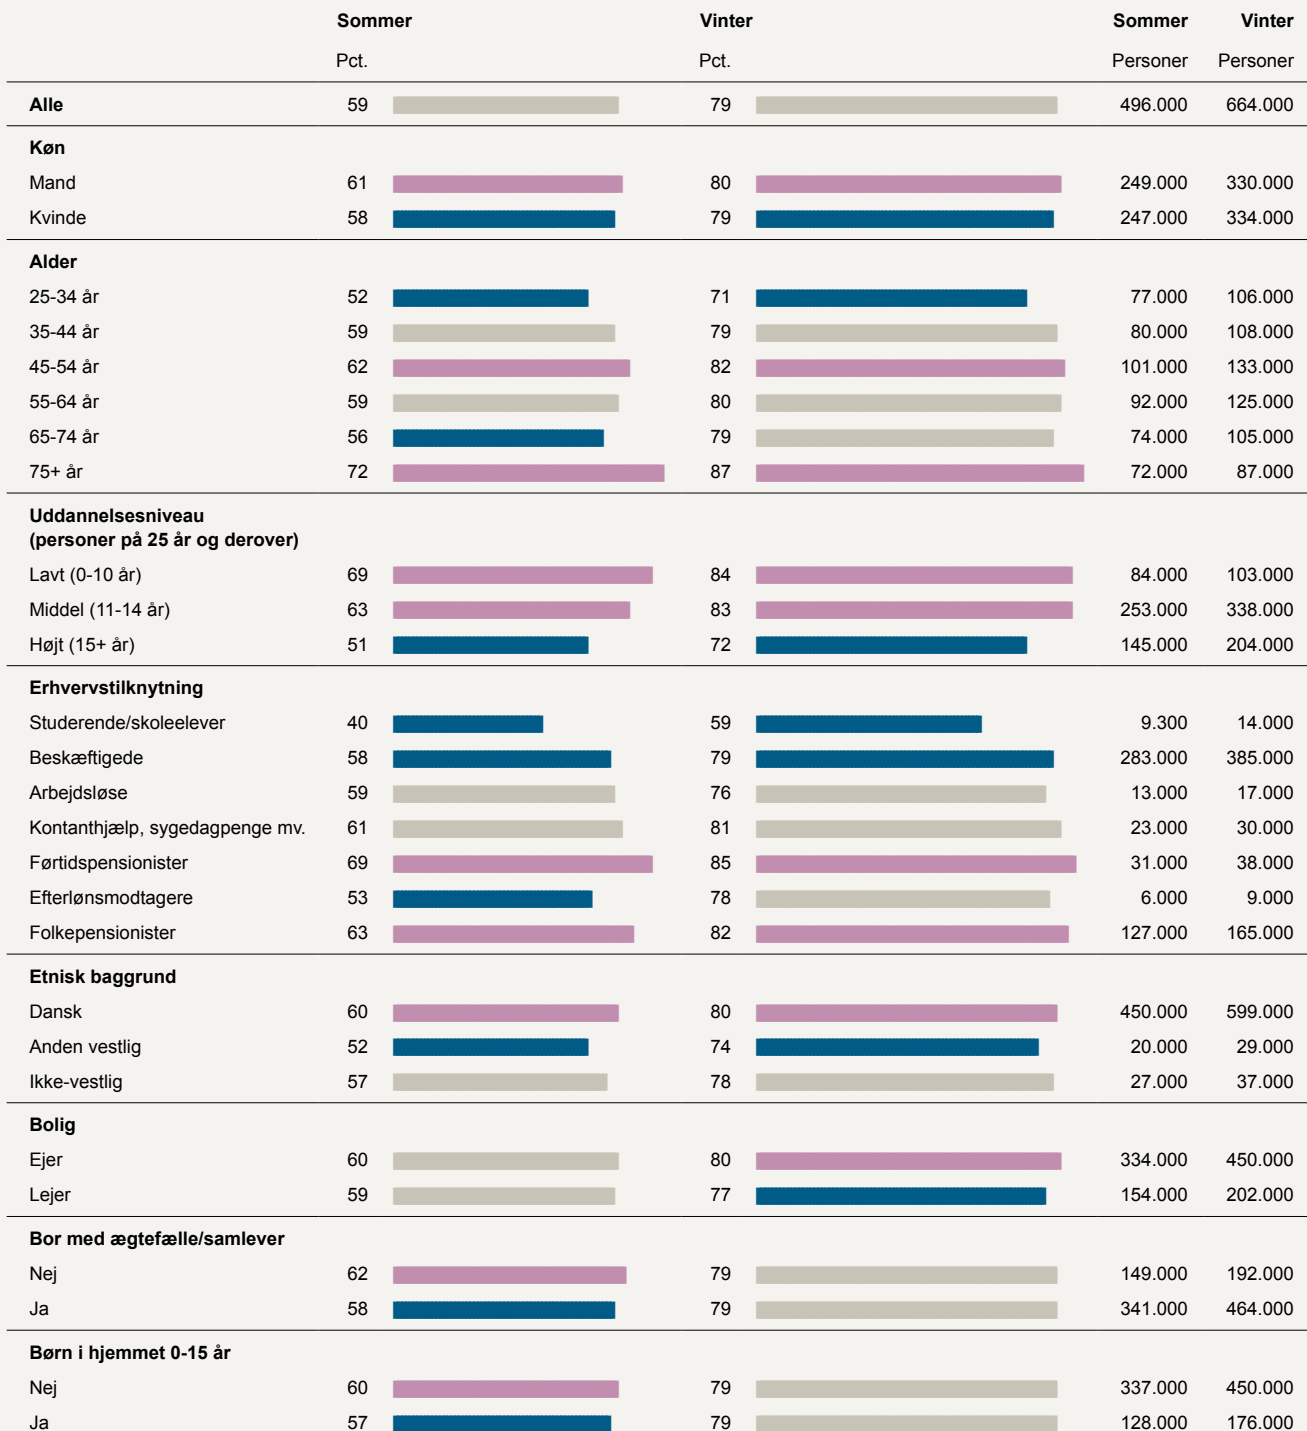 Sommer Vinter Sommer Vinter
Pct. Pct. Personer Personer
Alle 59 79 496.000 664.000
Køn
Mand 61 80 249.000 330.000
Kvinde 58 79 247.000 334.000
Alder
25-34 år 52 71 77.000 106.000
35-44 år 59 79 80.000 108.000
45-54 år 62 82 101.000 133.000
55-64 år 59 80 92.000 125.000
65-74 år 56 79 74.000 105.000
75+ år 72 87 72.000 87.000
Uddannelsesniveau
(personer på 25 år og derover)
Lavt (0-10 år) 69 84 84.000 103.000
Middel (11-14 år) 63 83 253.000 338.000
Højt (15+ år) 51 72 145.000 204.000
Erhvervstilknytning
Studerende/skoleelever 40 59 9.300 14.000
Beskæftigede 58 79 283.000 385.000
Arbejdsløse 59 76 13.000 17.000
Kontanthjælp, sygedagpenge mv. 61 81 23.000 30.000
Førtidspensionister 69 85 31.000 38.000
Efterlønsmodtagere 53 78 6.000 9.000
Folkepensionister 63 82 127.000 165.000
Etnisk baggrund
Dansk 60 80 450.000 599.000
Anden vestlig 52 74 20.000 29.000
Ikke-vestlig 57 78 27.000 37.000
Bolig
Ejer 60 80 334.000 450.000
Lejer 59 77 154.000 202.000
Bor med ægtefælle/samlever
Nej 62 79 149.000 192.000
Ja 58 79 341.000 464.000
Børn i hjemmet 0-15 år
Nej 60 79 337.000 450.000
Ja 57 79 128.000 176.000